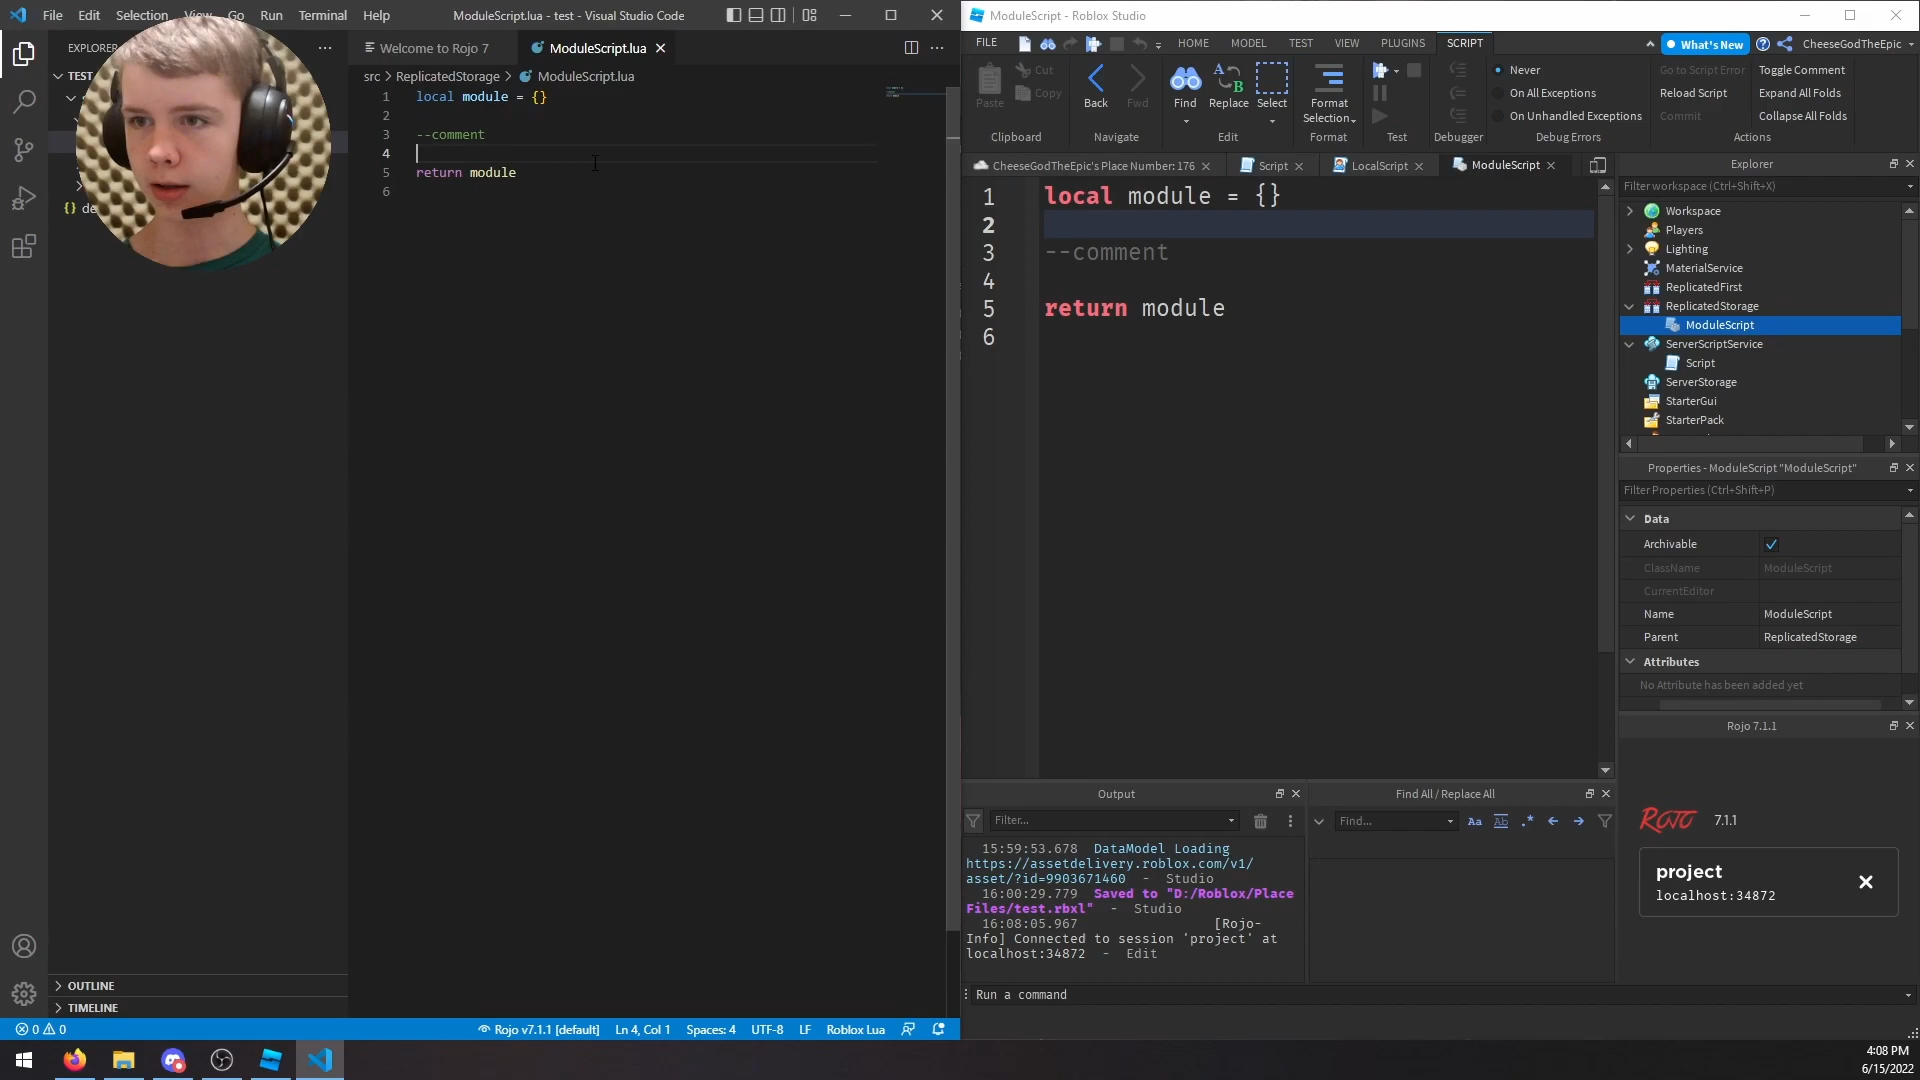 File Edit Selection View Go Run Terminal Help
ModuleScript.lua - test - Visual Studio Code
EXPLORER
Welcome to Rojo 7
ModuleScript.lua
TEST
src > ReplicatedStorage > ModuleScript.lua
1 local module = {}
2
3 --comment
4
5 return module
6
{} de
OUTLINE
TIMELINE
0 0
Rojo v7.1.1 [default] Ln 4, Col 1 Spaces: 4 UTF-8 LF Roblox Lua
ModuleScript - Roblox Studio
FILE HOME MODEL TEST VIEW PLUGINS SCRIPT
What's New
CheeseGodTheEpic
Paste Cut Copy
Clipboard
Back Fwd
Navigate
Find Replace Select
Edit
Format Selection
Format
Test
Debugger
Never
On All Exceptions
On Unhandled Exceptions
Debug Errors
Go to Script Error
Reload Script
Commit
Toggle Comment
Expand All Folds
Collapse All Folds
Actions
CheeseGodTheEpic's Place Number: 176
Script
LocalScript
ModuleScript
1 local module = {}
2
3 --comment
4
5 return module
6
Explorer
Filter workspace (Ctrl+Shift+X)
Workspace
Players
Lighting
MaterialService
ReplicatedFirst
ReplicatedStorage
ModuleScript
ServerScriptService
Script
ServerStorage
StarterGui
StarterPack
Properties - ModuleScript "ModuleScript"
Filter Properties (Ctrl+Shift+P)
Data
Archivable
ClassName ModuleScript
CurrentEditor
Name ModuleScript
Parent ReplicatedStorage
Attributes
No Attribute has been added yet
Rojo 7.1.1
ROJO 7.1.1
project
localhost:34872
Output
Filter...
15:59:53.678 DataModel Loading
https://assetdelivery.roblox.com/v1/
asset/?id=9903671460 - Studio
16:00:29.779 Saved to "D:/Roblox/Place
Files/test.rbxl" - Studio
16:08:05.967 [Rojo-
Info] Connected to session 'project' at
localhost:34872 - Edit
Find All / Replace All
Find...
Aa Ab .*
Run a command
4:08 PM
6/15/2022